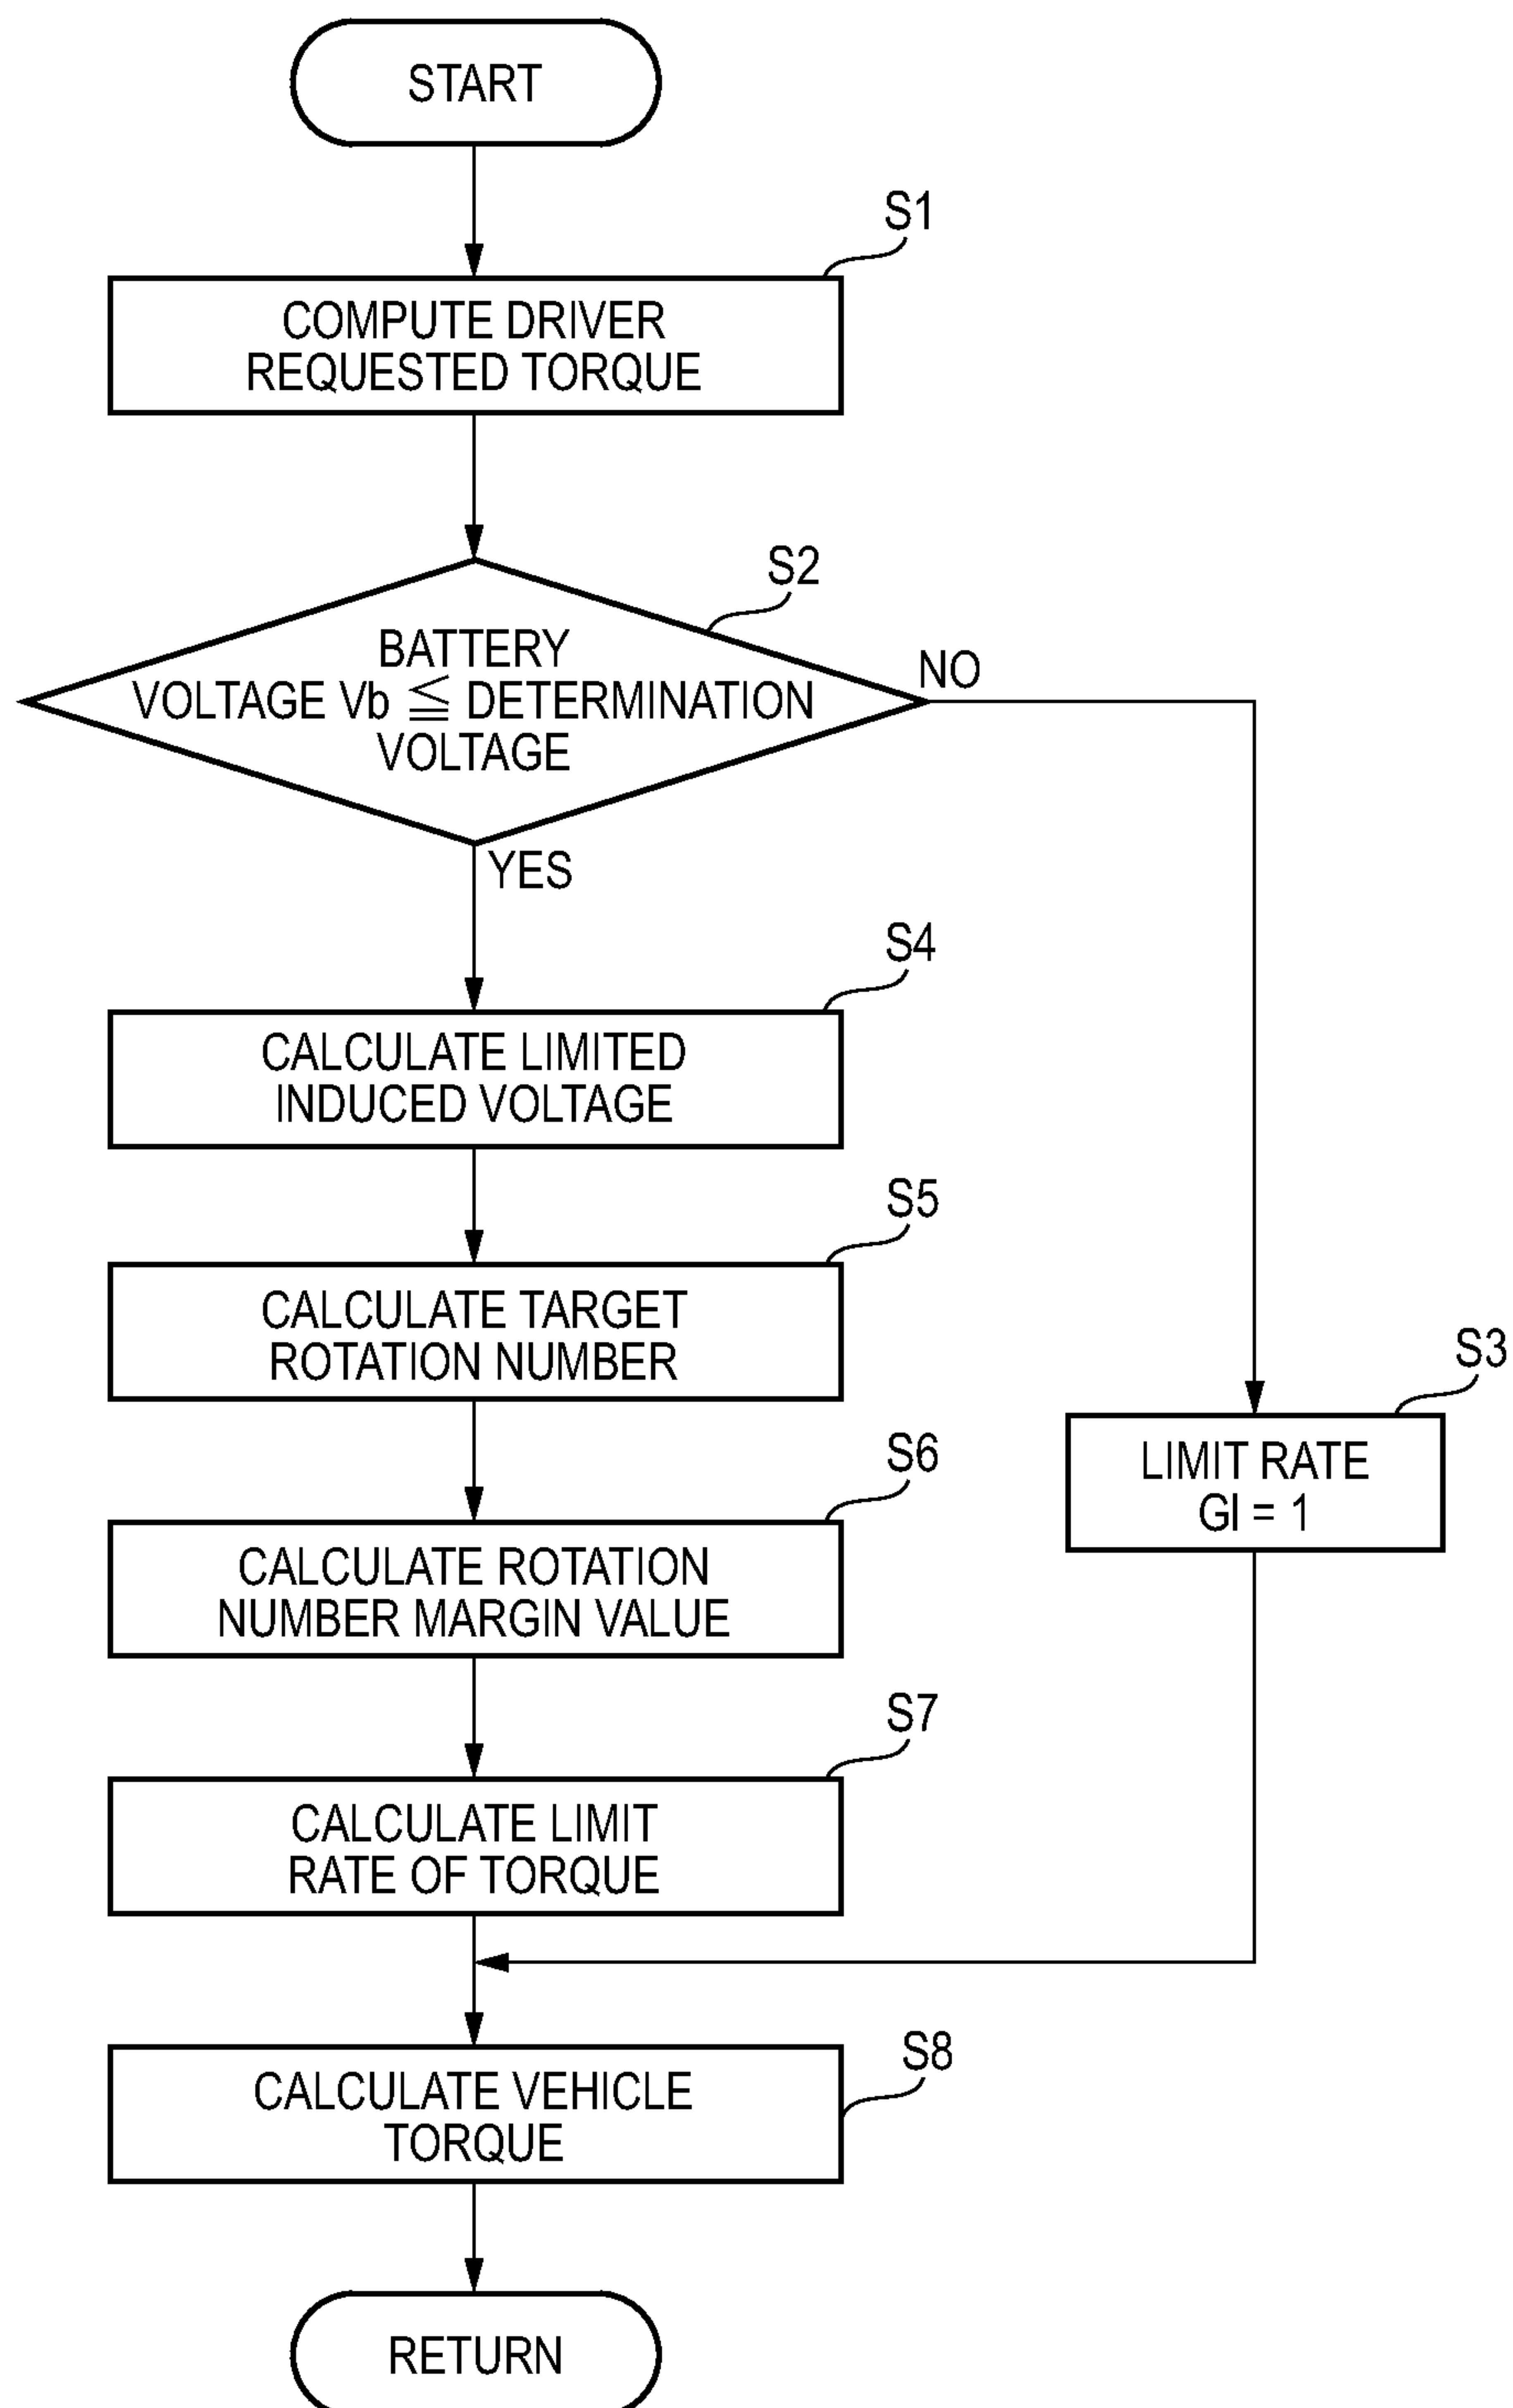 START
S1
COMPUTE DRIVER
REQUESTED TORQUE
S2
BATTERY
VOLTAGE Vb ≦ DETERMINATION
VOLTAGE
NO
YES
S4
CALCULATE LIMITED
INDUCED VOLTAGE
S5
CALCULATE TARGET
ROTATION NUMBER
S3
LIMIT RATE
Gl = 1
S6
CALCULATE ROTATION
NUMBER MARGIN VALUE
S7
CALCULATE LIMIT
RATE OF TORQUE
S8
CALCULATE VEHICLE
TORQUE
RETURN